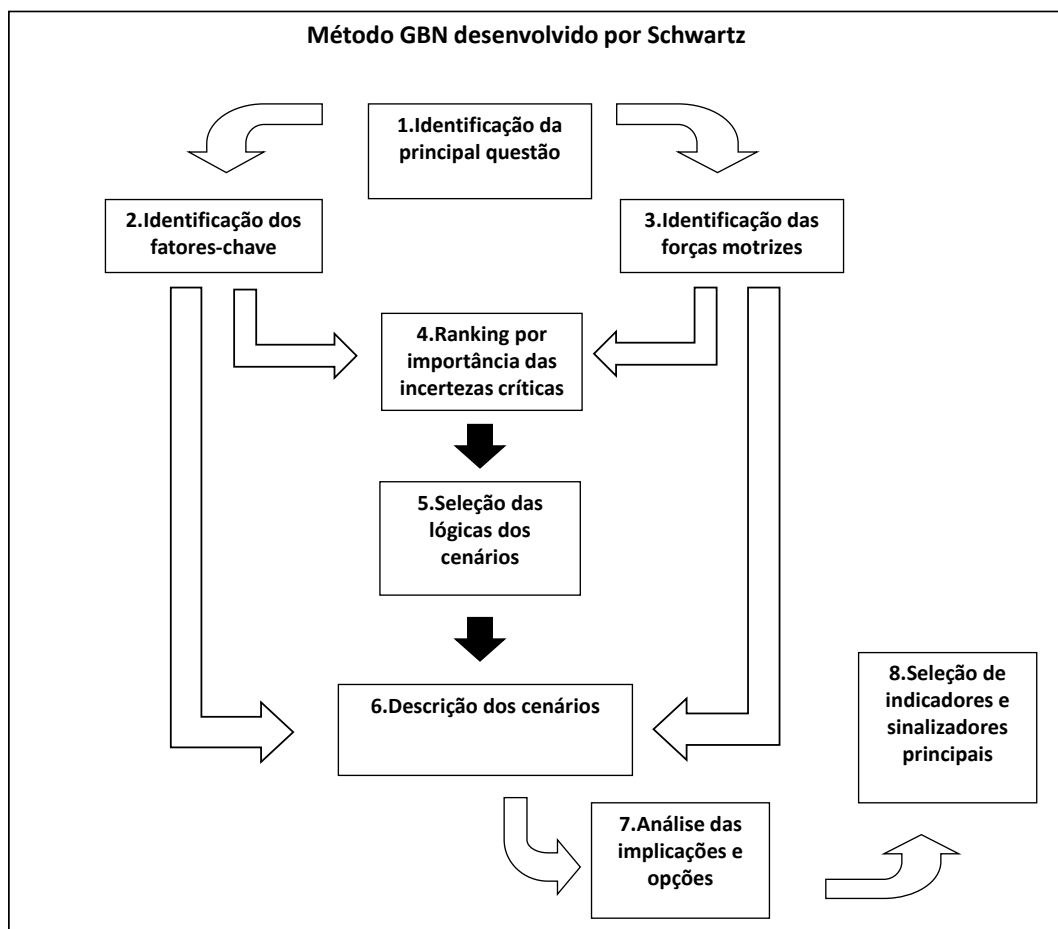 Método GBN desenvolvido por Schwartz
1.Identificação da
principal questão
2.Identificação dos
fatores-chave
3.Identificação das
forças motrizes
4.Ranking por
importância das
incertezas críticas
5.Seleção das
lógicas dos
cenários
6.Descrição dos cenários
7.Análise das
implicações e
opções
8.Seleção de
indicadores e
sinalizadores
principais